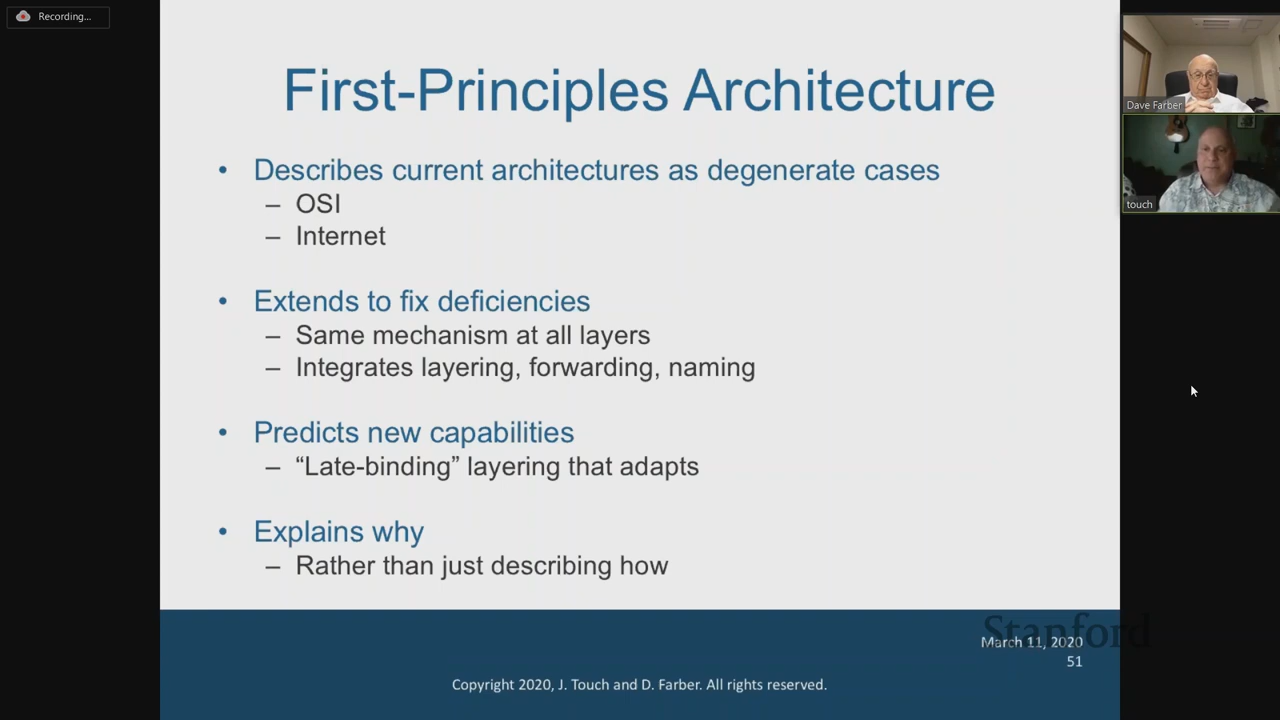 Recording...
First-Principles Architecture
• Describes current architectures as degenerate cases
– OSI
– Internet
• Extends to fix deficiencies
– Same mechanism at all layers
– Integrates layering, forwarding, naming
• Predicts new capabilities
– “Late-binding” layering that adapts
• Explains why
– Rather than just describing how
Stanford
March 11, 2020
51
Copyright 2020, J. Touch and D. Farber. All rights reserved.
Dave Farber
touch